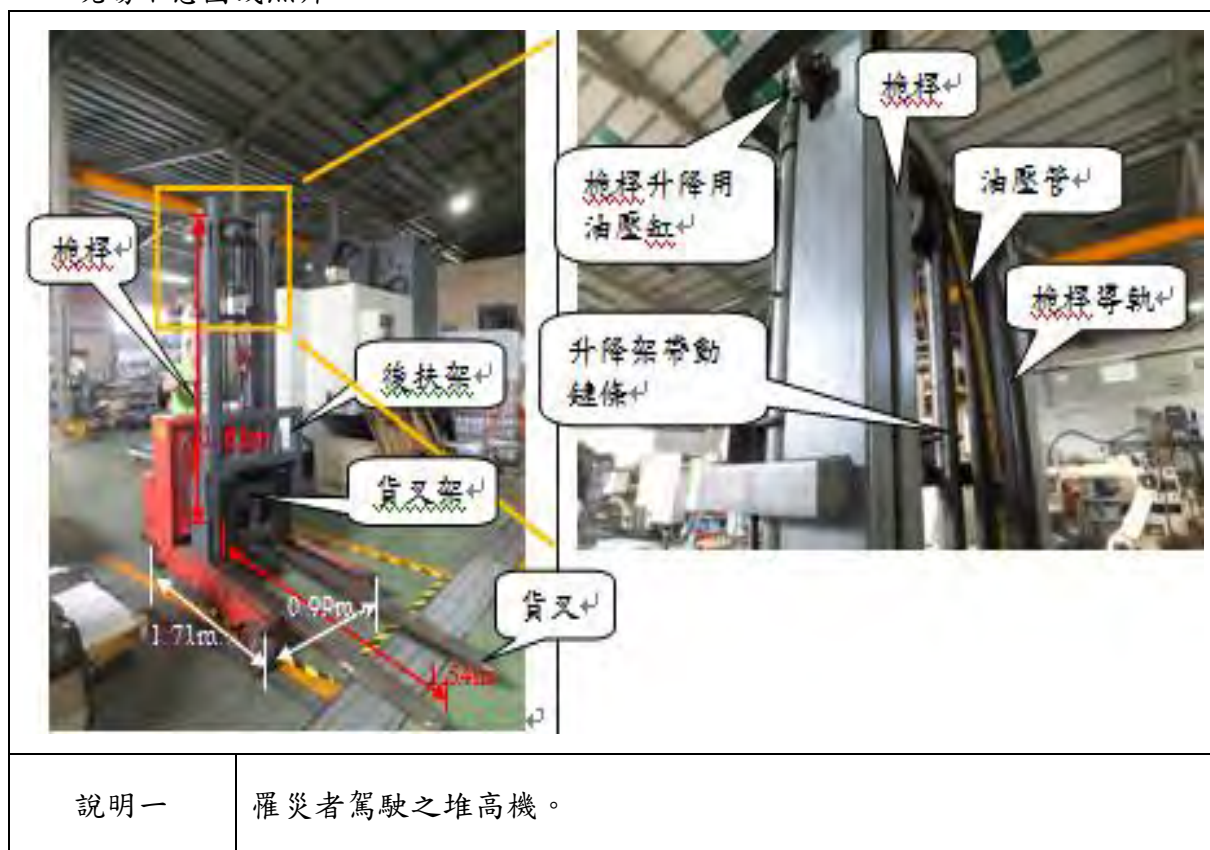 桅桿
後扶架
貨叉架
貨叉
0.99m
1.71m
1.54m
桅桿
桅桿升降用
油壓缸
油壓管
桅桿導軌
升降架帶動
鏈條
說明一
罹災者駕駛之堆高機。